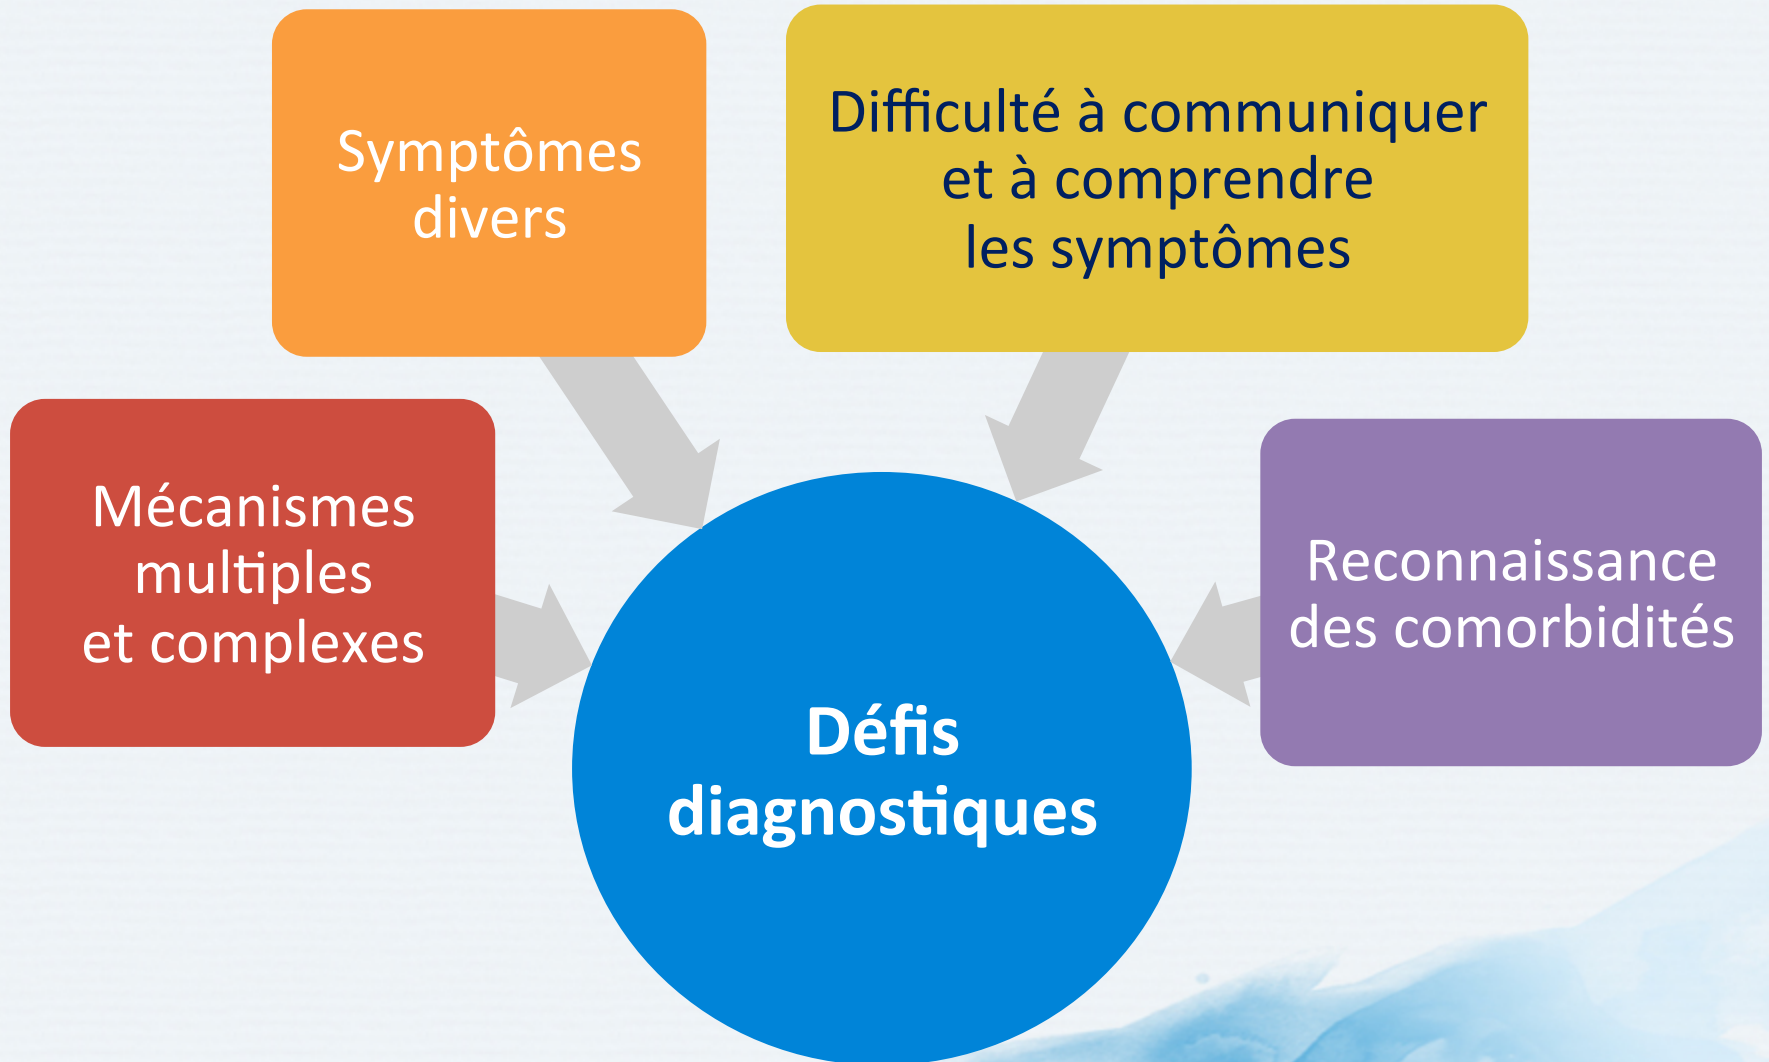 Symptômes
divers
Difficulté à communiquer
et à comprendre
les symptômes
Mécanismes
multiples
et complexes
Reconnaissance
des comorbidités
Défis
diagnostiques